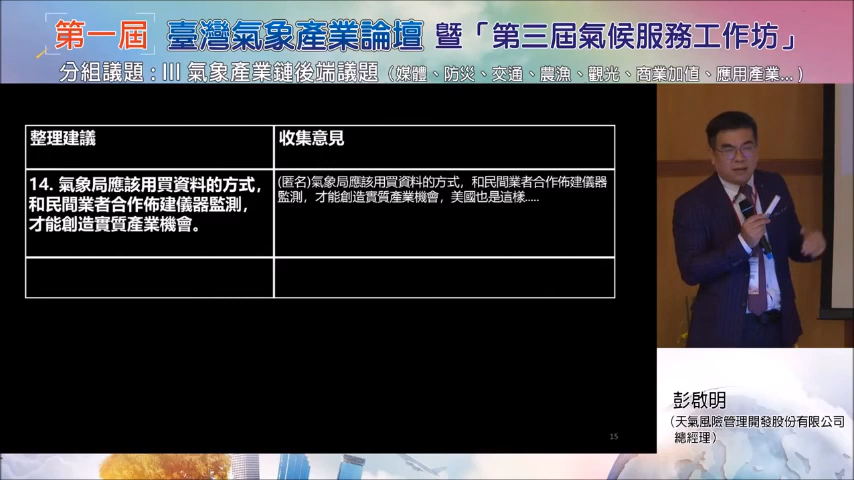 第一屆 臺灣氣象產業論壇 暨「第三屆氣候服務工作坊」
分組議題 : III 氣象產業鏈後端議題（媒體、防災、交通、農漁、觀光、商業加值、應用產業... ）
整理建議
收集意見
14. 氣象局應該用買資料的方式，
和民間業者合作佈建儀器監測，
才能創造實質產業機會。
(匿名)氣象局應該用買資料的方式，和民間業者合作佈建儀器
監測，才能創造實質產業機會，美國也是這樣.....
15
彭啟明
（天氣風險管理開發股份有限公司
總經理）